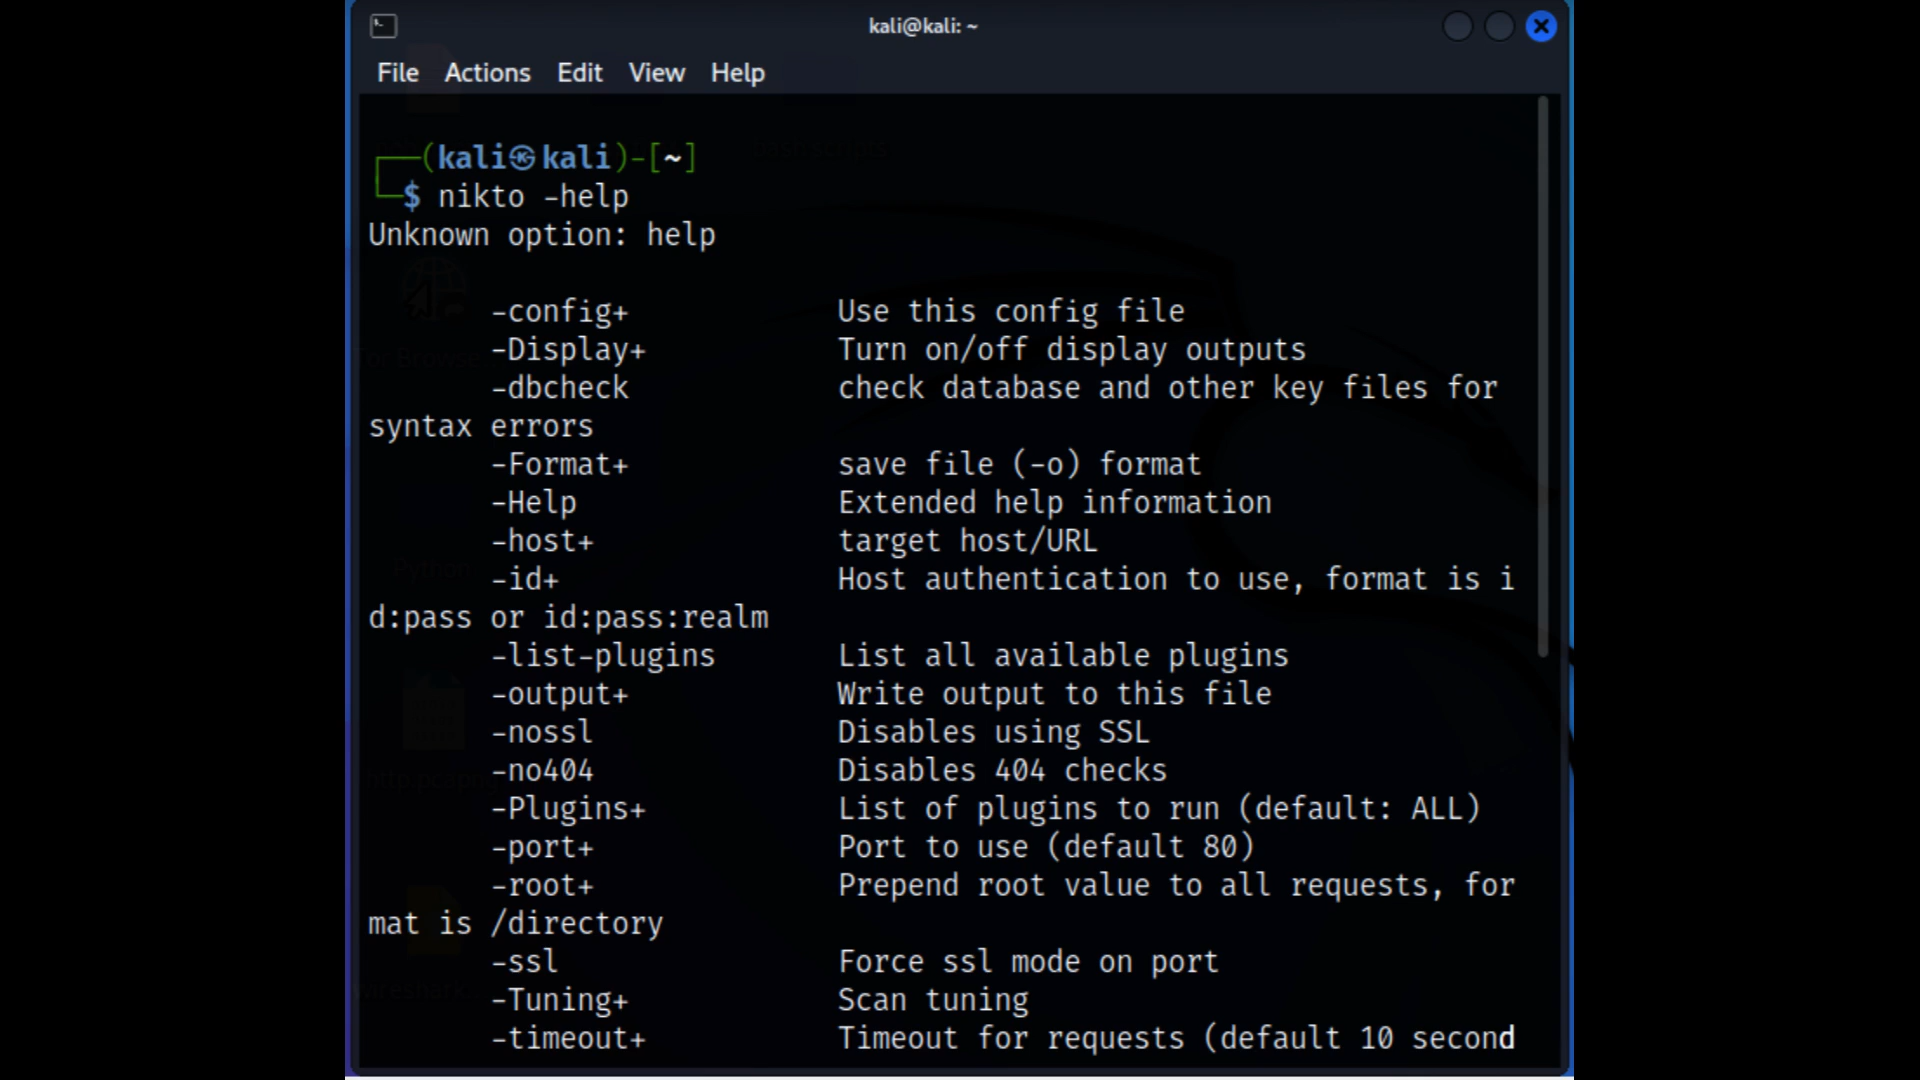 kali@kali: ~
File Actions Edit View Help
(kali㉿kali)-[~]
$ nikto -help
Unknown option: help
-config+ Use this config file
-Display+ Turn on/off display outputs
-dbcheck check database and other key files for
syntax errors
-Format+ save file (-o) format
-Help Extended help information
-host+ target host/URL
-id+ Host authentication to use, format is i
d:pass or id:pass:realm
-list-plugins List all available plugins
-output+ Write output to this file
-nossl Disables using SSL
-no404 Disables 404 checks
-Plugins+ List of plugins to run (default: ALL)
-port+ Port to use (default 80)
-root+ Prepend root value to all requests, for
mat is /directory
-ssl Force ssl mode on port
-Tuning+ Scan tuning
-timeout+ Timeout for requests (default 10 second